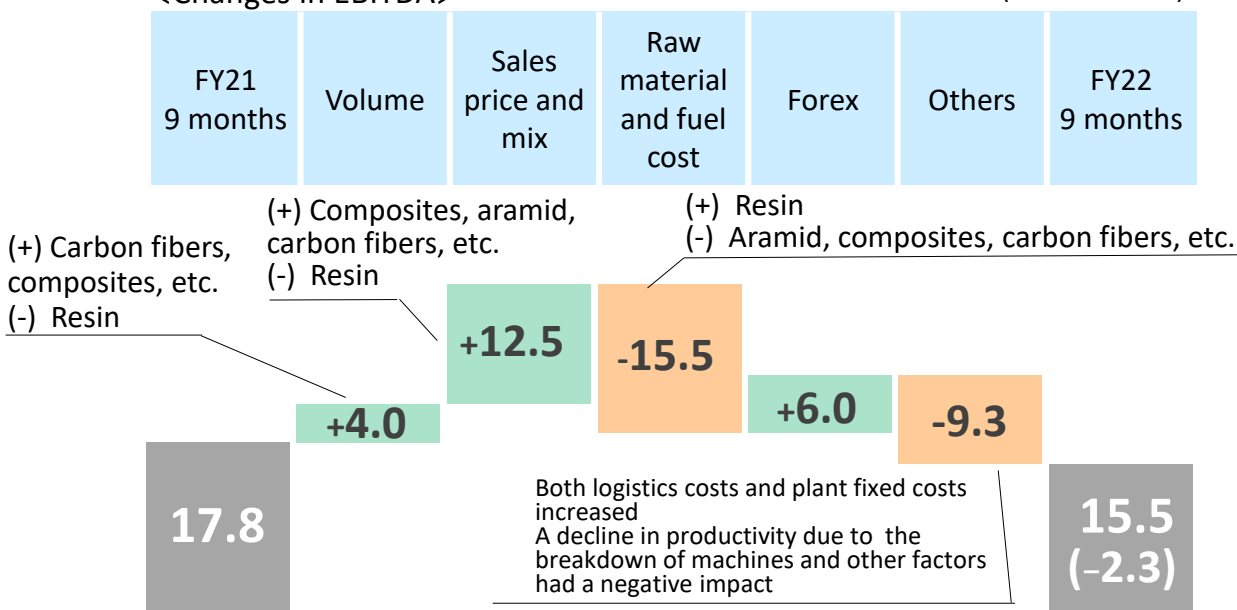 <Changes in EBITDA>
FY21
9 months
Volume
Sales
price and
mix
Raw
material
and fuel
cost
Forex
Others
FY22
9 months
(+) Carbon fibers,
composites, etc.
(-) Resin
(+) Composites, aramid,
carbon fibers, etc.
(-) Resin
(+) Resin
(-) Aramid, composites, carbon fibers, etc.
17.8
+4.0
+12.5
-15.5
+6.0
-9.3
15.5
(−2.3)
Both logistics costs and plant fixed costs
increased
A decline in productivity due to the
breakdown of machines and other factors
had a negative impact